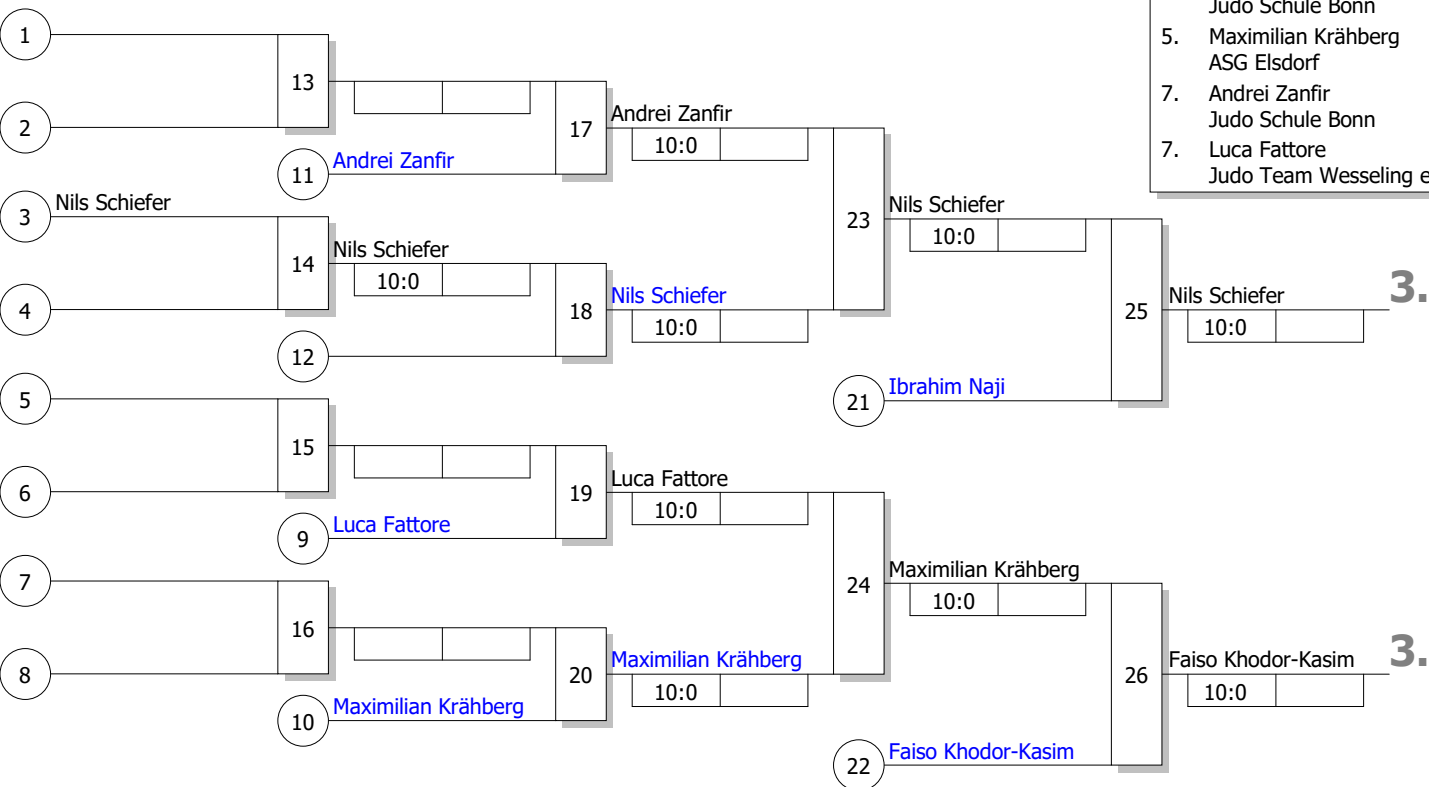 Judo Schule Bonn
5. Maximilian Krähberg
ASG Elsdorf
7. Andrei Zanfir
Judo Schule Bonn
7. Luca Fattore
Judo Team Wesseling e
1
13
2
17
Andrei Zanfir
10:0
11
Andrei Zanfir
3
Nils Schiefer
14
Nils Schiefer
10:0
4
18
Nils Schiefer
10:0
12
23
Nils Schiefer
10:0
25
Nils Schiefer
10:0
3.
21
Ibrahim Naji
5
15
6
19
Luca Fattore
10:0
9
Luca Fattore
7
16
8
20
Maximilian Krähberg
10:0
10
Maximilian Krähberg
24
Maximilian Krähberg
10:0
26
Faiso Khodor-Kasim
10:0
3.
22
Faiso Khodor-Kasim